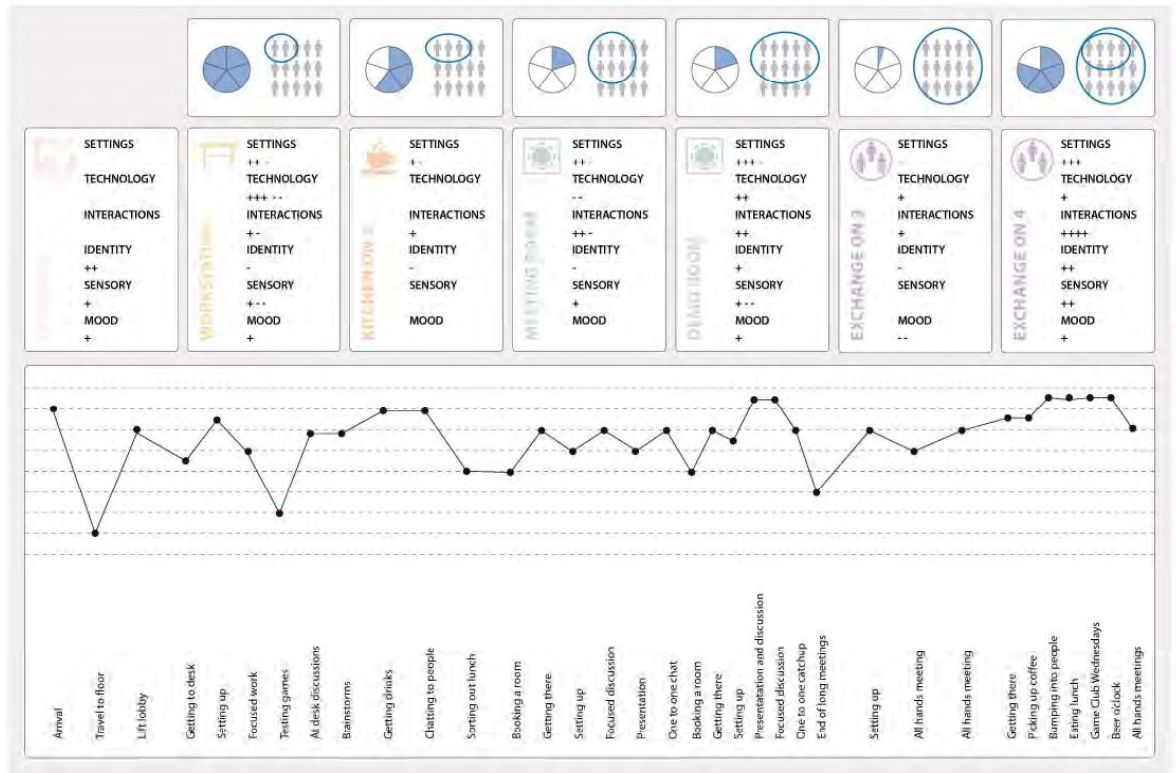 SETTINGS
TECHNOLOGY
INTERACTIONS
IDENTITY
++
SENSORY
+
MOOD
+
WORKSTATION
SETTINGS
++ -
TECHNOLOGY
+++ --
INTERACTIONS
+ -
IDENTITY
-
SENSORY
+ - -
MOOD
+
KITCHEN ON
SETTINGS
+ -
TECHNOLOGY
INTERACTIONS
+
IDENTITY
-
SENSORY
MOOD
MEETING ROOM
SETTINGS
++ -
TECHNOLOGY
--
INTERACTIONS
++ -
IDENTITY
-
SENSORY
+
MOOD
DEMO ROOM
SETTINGS
+++ -
TECHNOLOGY
++
INTERACTIONS
++
IDENTITY
+
SENSORY
+ - -
MOOD
+
EXCHANGE ON 3
SETTINGS
-
TECHNOLOGY
+
INTERACTIONS
+
IDENTITY
-
SENSORY
MOOD
--
EXCHANGE ON 4
SETTINGS
+++
TECHNOLOGY
+
INTERACTIONS
++++
IDENTITY
++
SENSORY
++
MOOD
+
Arrival
Travel to floor
Lift lobby
Getting to desk
Setting up
Focused work
Testing games
At desk discussions
Brainstorms
Getting drinks
Chatting to people
Sorting out lunch
Booking a room
Getting there
Setting up
Focused discussion
Presentation
One to one chat
Booking a room
Getting there
Setting up
Presentatation and discussion
Focused discussion
One to one catchup
End of long meetings
Setting up
All hands meeting
All hands meeting
Getting there
Picking up coffee
Bumping into people
Eating lunch
Game Club Wednesdays
Beer o'clock
All hands meetings